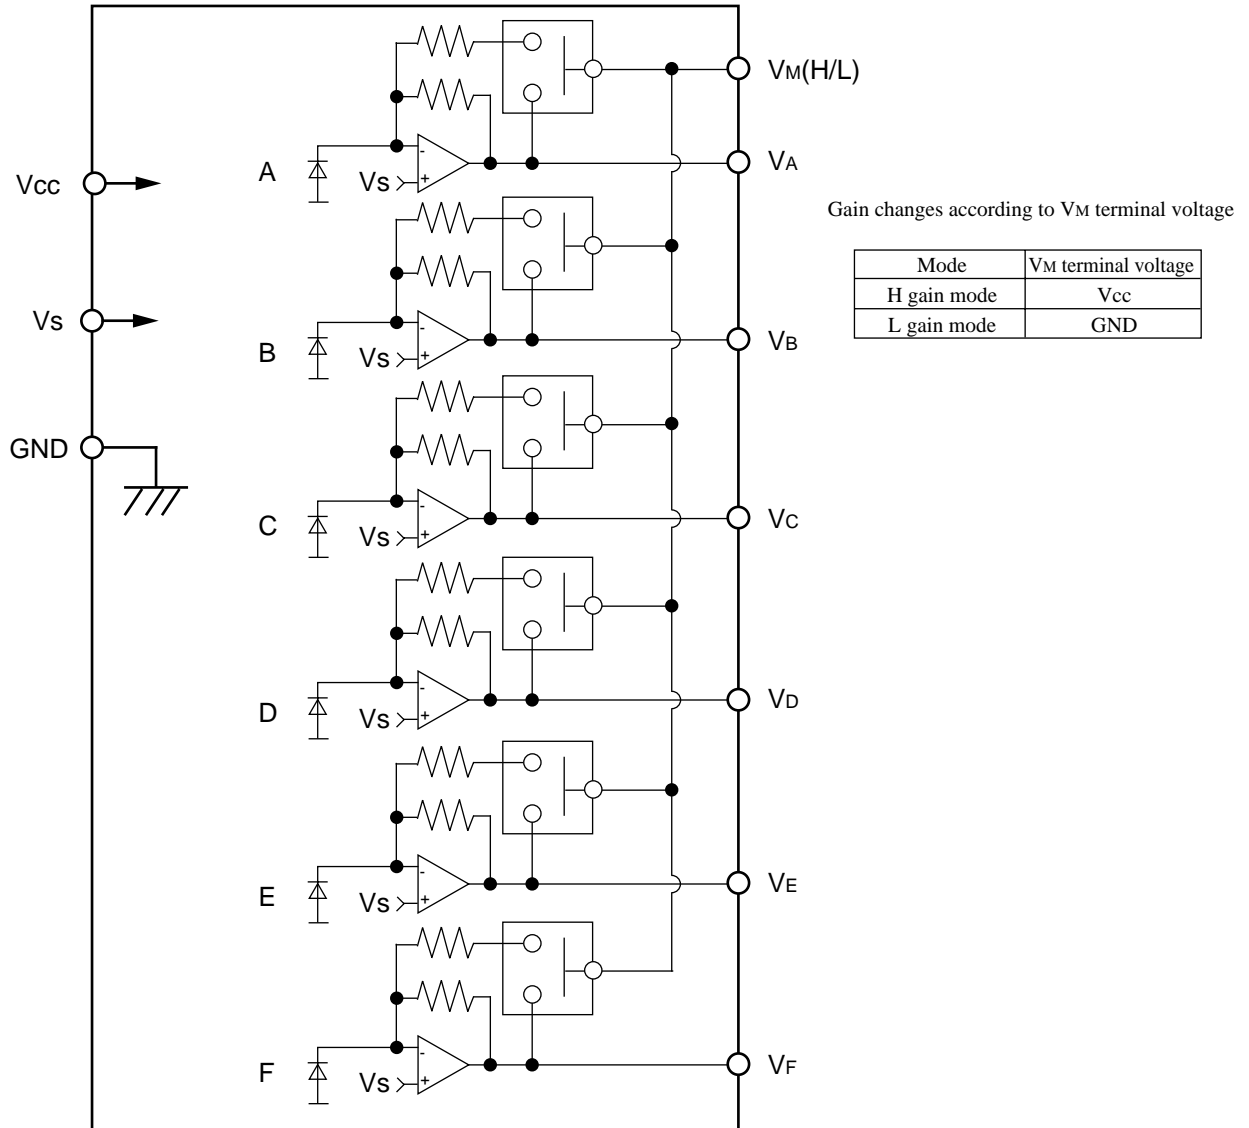 VM(H/L)
A
VA
Vcc
-
Vs
+
Gain changes according to VM terminal voltage
Mode
VM terminal voltage
H gain mode
Vcc
L gain mode
GND
Vs
B
-
Vs
+
VB
GND
C
-
Vs
+
VC
D
-
Vs
+
VD
E
-
Vs
+
VE
F
-
Vs
+
VF